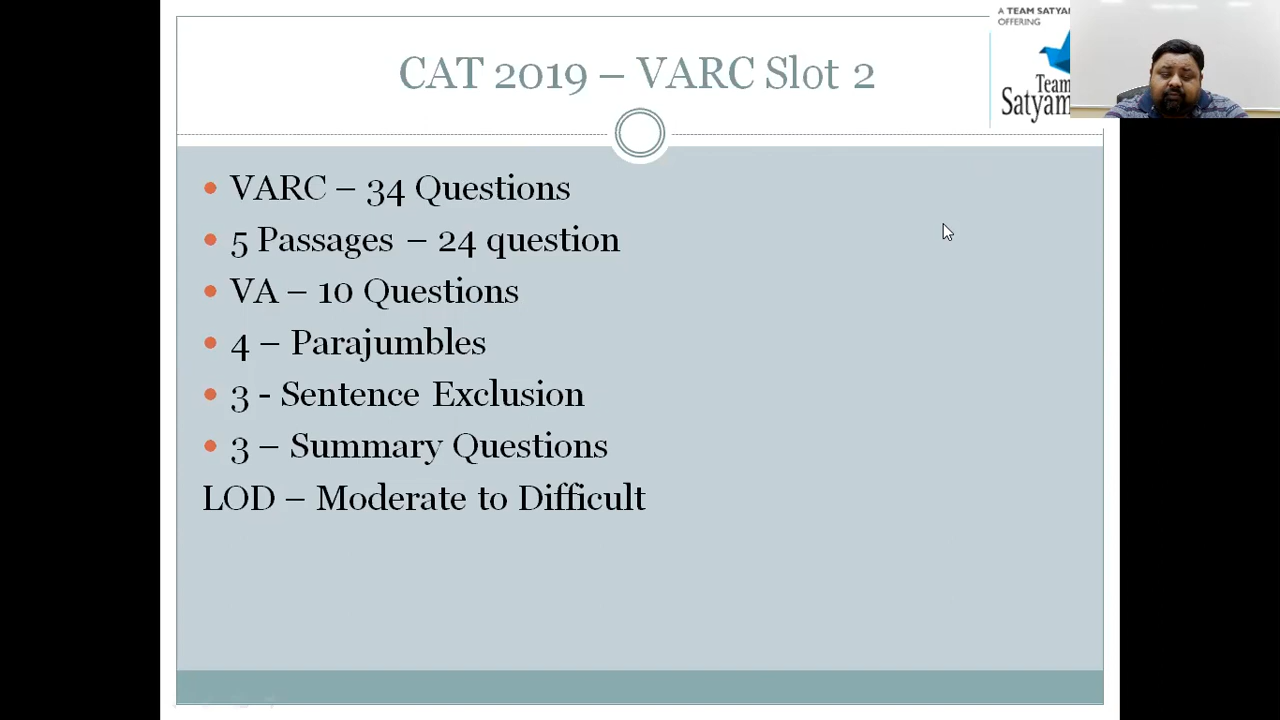 A TEAM SATYAM
OFFERING
CAT 2019 – VARC Slot 2
Team
Satyam
• VARC – 34 Questions
• 5 Passages – 24 question
• VA – 10 Questions
• 4 – Parajumbles
• 3 - Sentence Exclusion
• 3 – Summary Questions
LOD – Moderate to Difficult